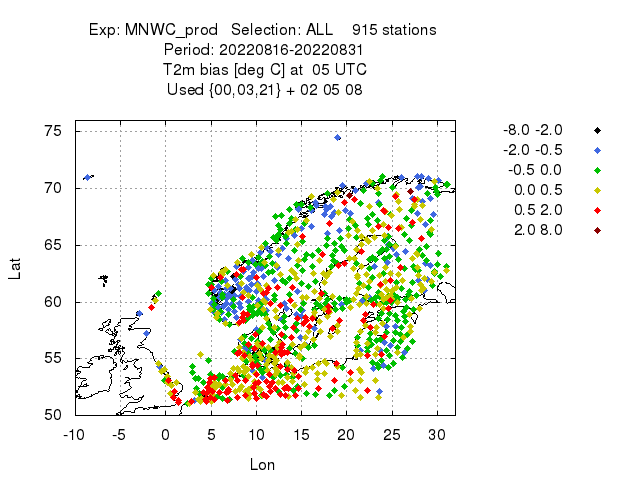 Exp: MNWC_prod   Selection: ALL    915 stations
Period: 20220816-20220831
T2m bias [deg C] at  05 UTC
Used {00,03,21} + 02 05 08
-8.0 -2.0
-2.0 -0.5
-0.5 0.0
0.0 0.5
0.5 2.0
2.0 8.0
75
70
65
60
55
50
Lat
-10 -5 0 5 10 15 20 25 30
Lon